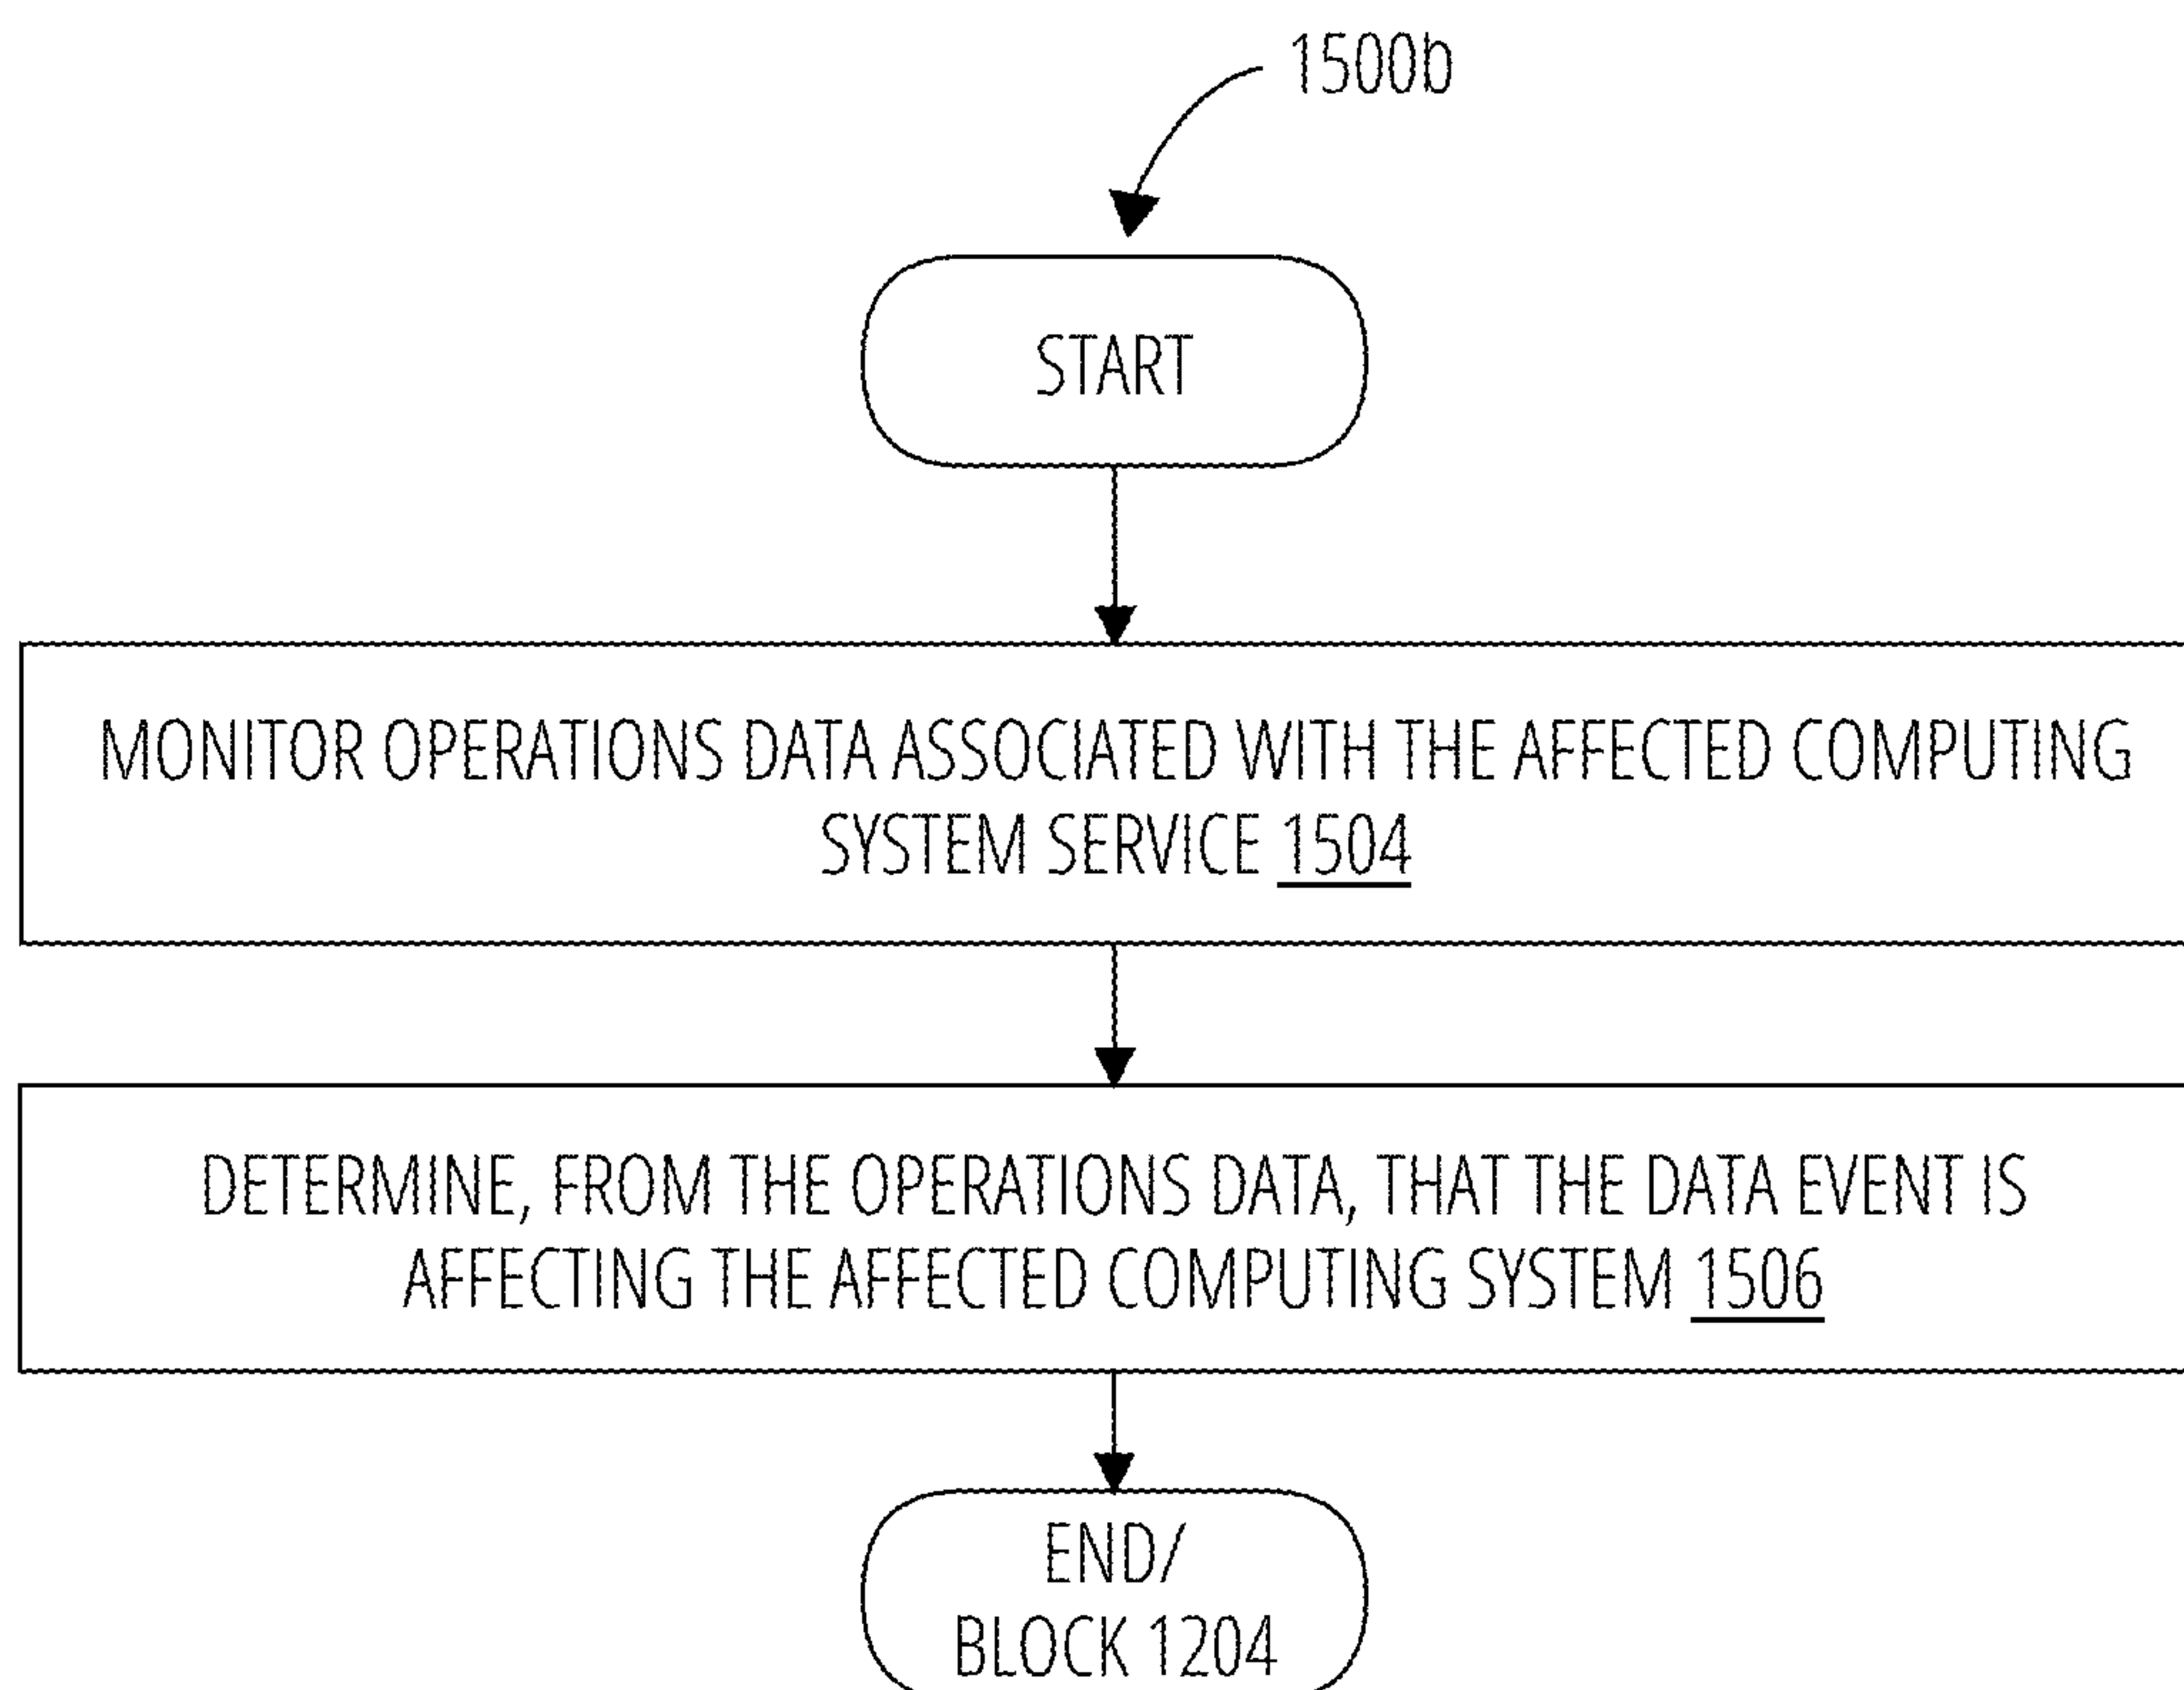 1500b
START
MONITOR OPERATIONS DATA ASSOCIATED WITH THE AFFECTED COMPUTING
SYSTEM SERVICE 1504
DETERMINE, FROM THE OPERATIONS DATA, THAT THE DATA EVENT IS
AFFECTING THE AFFECTED COMPUTING SYSTEM 1506
END/
BLOCK 1204